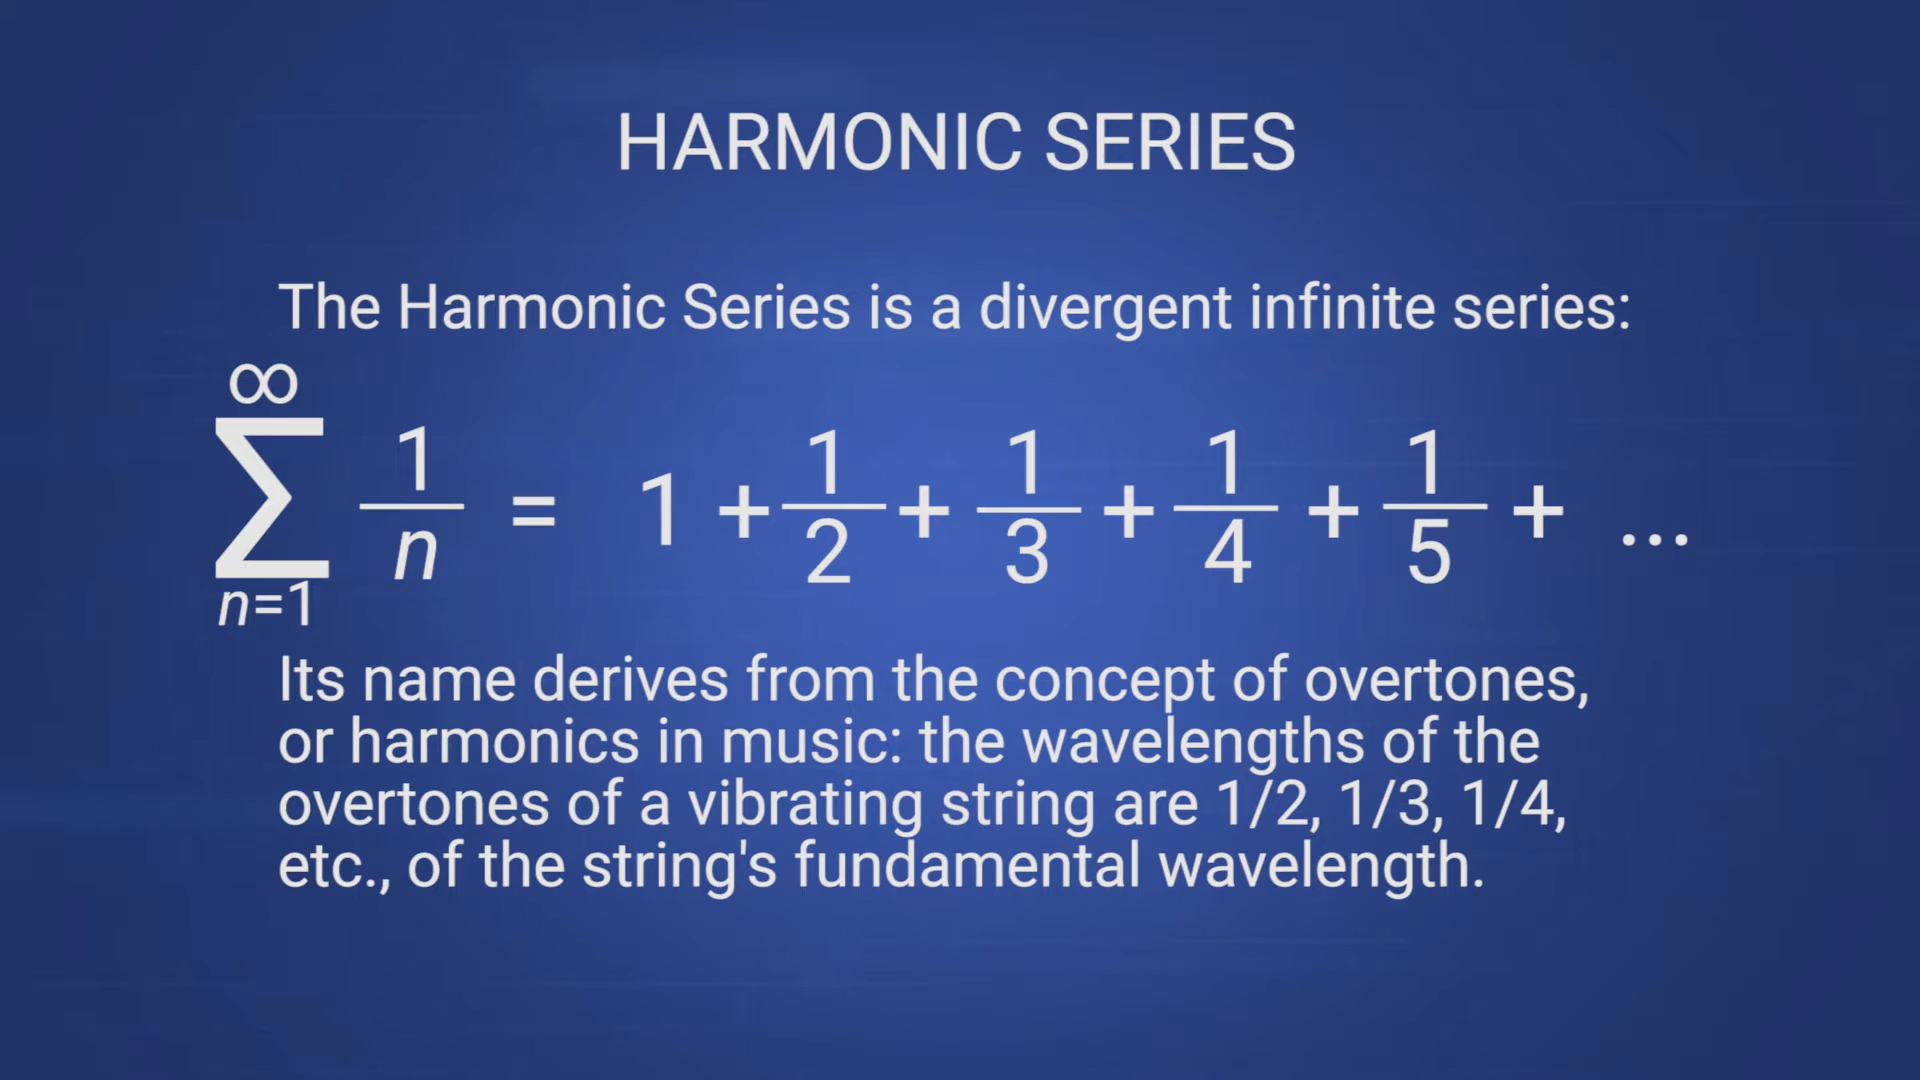 HARMONIC SERIES
The Harmonic Series is a divergent infinite series:
∞
∑ 1/n = 1 + 1/2 + 1/3 + 1/4 + 1/5 + ...
n=1
Its name derives from the concept of overtones,
or harmonics in music: the wavelengths of the
overtones of a vibrating string are 1/2, 1/3, 1/4,
etc., of the string's fundamental wavelength.